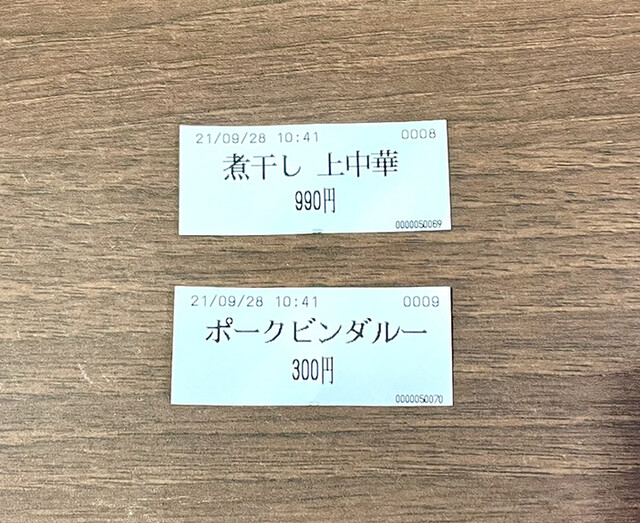 21/09/28 10:41 0008
煮干し 上中華
990円
0000050069
21/09/28 10:41 0009
ポークビンダルー
300円
0000050070